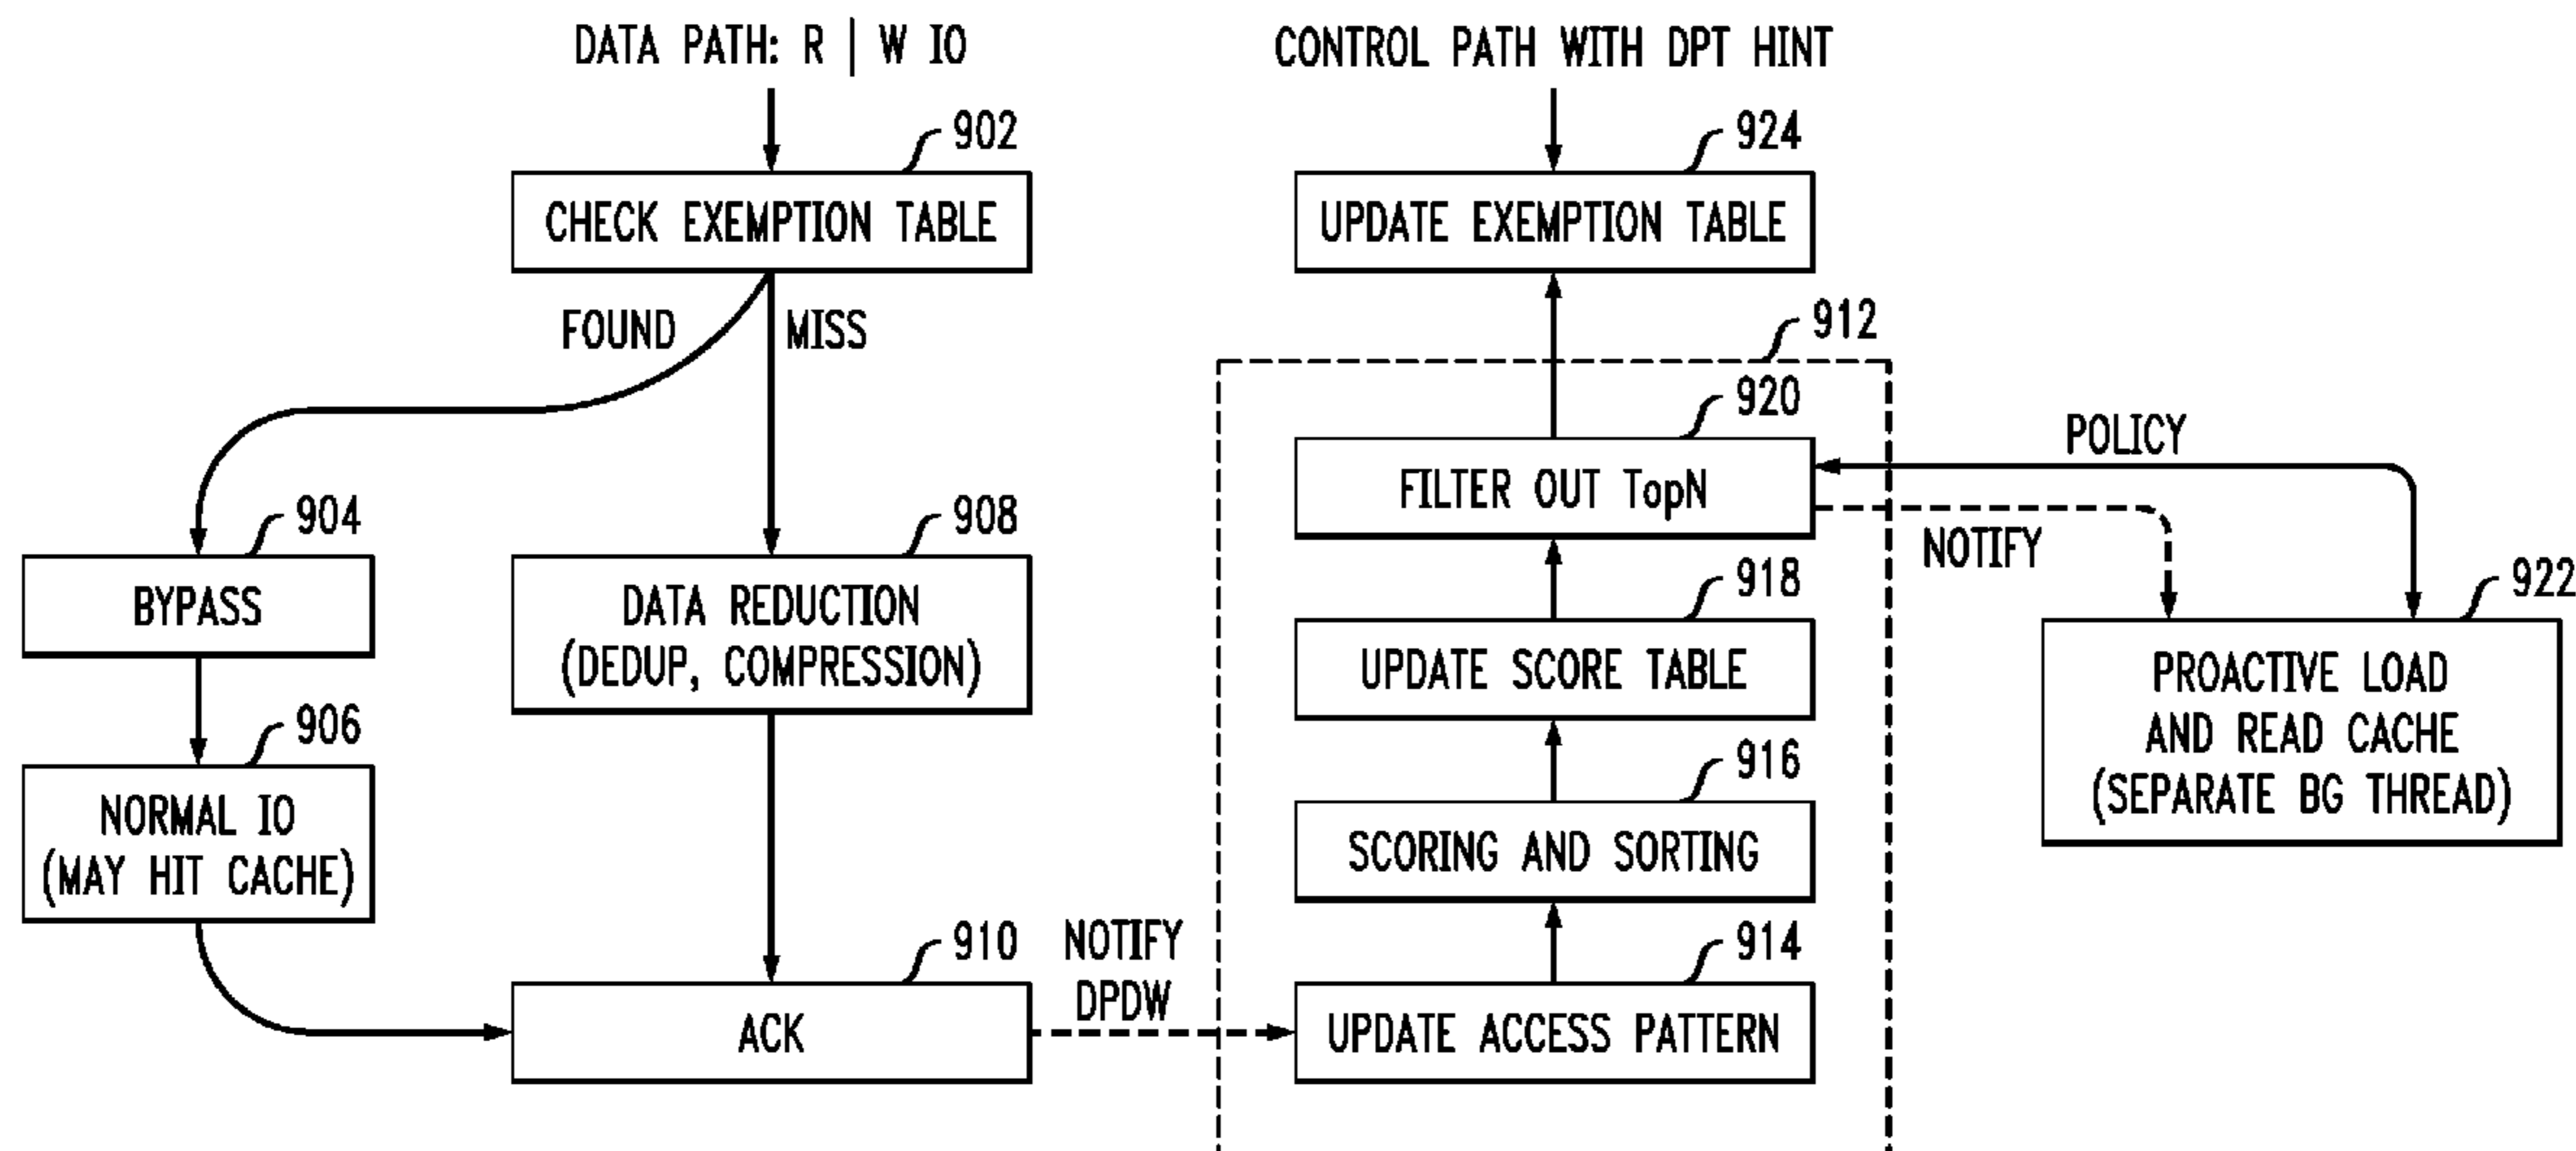 DATA PATH: R | W IO
902
CHECK EXEMPTION TABLE
FOUND
MISS
904
BYPASS
906
NORMAL IO
(MAY HIT CACHE)
908
DATA REDUCTION
(DEDUP, COMPRESSION)
910
ACK
NOTIFY
DPDW
CONTROL PATH WITH DPT HINT
924
UPDATE EXEMPTION TABLE
912
920
FILTER OUT TopN
918
UPDATE SCORE TABLE
916
SCORING AND SORTING
914
UPDATE ACCESS PATTERN
POLICY
NOTIFY
922
PROACTIVE LOAD
AND READ CACHE
(SEPARATE BG THREAD)